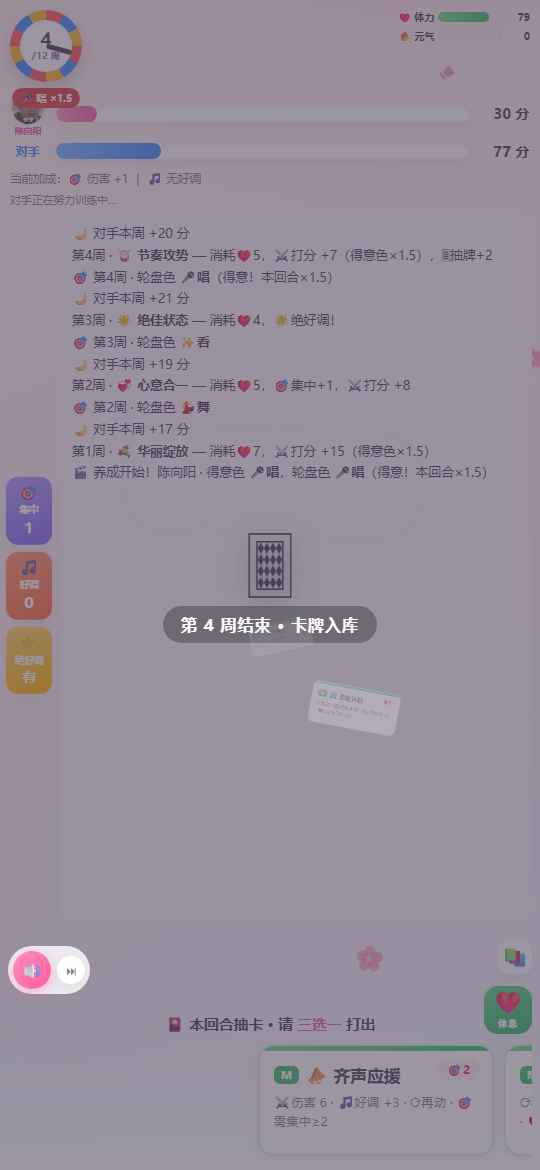 4
/12 周
体力 79
元气 0
唱 ×1.5
陈向阳
30 分
对手
77 分
当前加成: 伤害 +1 | 无好调
对手正在努力训练中...
对手本周 +20 分
第4周 · 节奏攻势 — 消耗 5, 打分 +7（得意色×1.5）, 抽牌+2
第4周 · 轮盘色 唱（得意！本回合×1.5）
对手本周 +21 分
第3周 · 绝佳状态 — 消耗 4, 绝好调!
第3周 · 轮盘色 香
对手本周 +19 分
第2周 · 心意合一 — 消耗 5, 集中+1, 打分 +8
第2周 · 轮盘色 舞
对手本周 +17 分
第1周 · 华丽绽放 — 消耗 7, 打分 +15（得意色×1.5）
养成开始！陈向阳 · 得意色 唱, 轮盘色 唱（得意！本回合×1.5）
集中
1
好调
0
绝好调
有
第 4 周结束 • 卡牌入库
休息
本回合抽卡 • 请 三选一 打出
M 齐声应援 2
伤害 6 · 好调 +3 · 再动 ·
需集中≥2